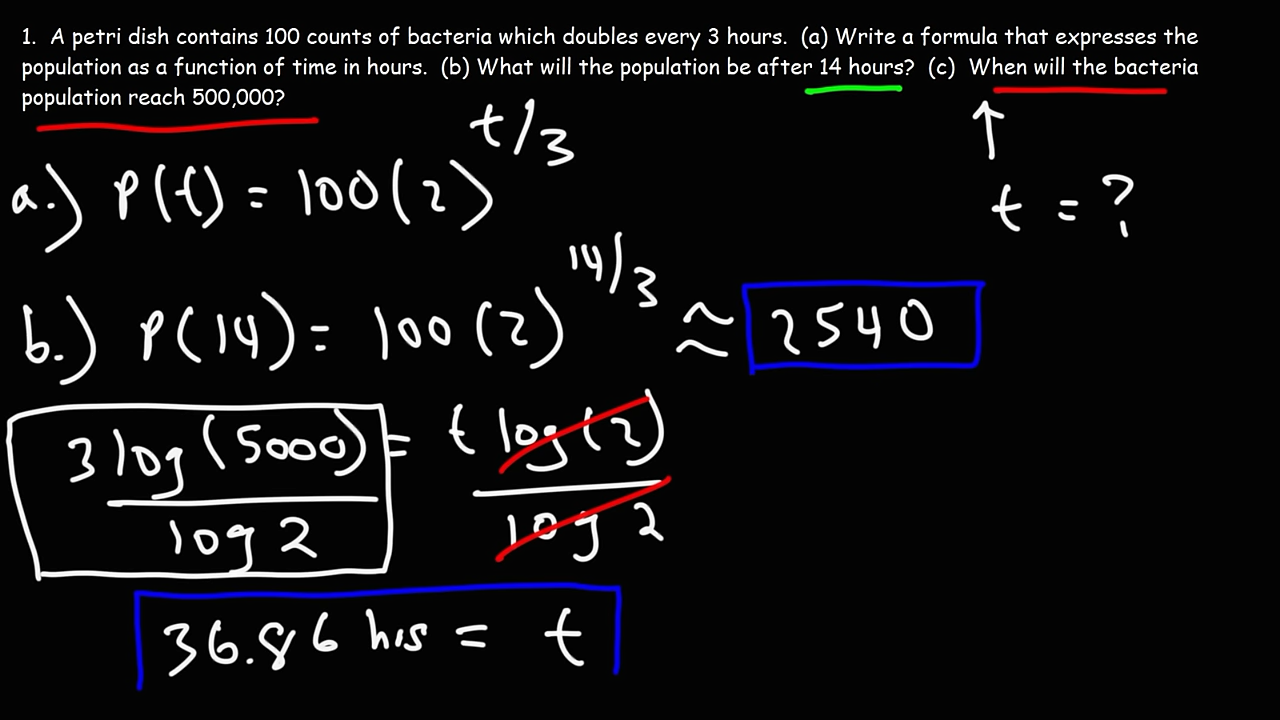 1. A petri dish contains 100 counts of bacteria which doubles every 3 hours. (a) Write a formula that expresses the
population as a function of time in hours. (b) What will the population be after 14 hours? (c) When will the bacteria
population reach 500,000?
a.) P(t) = 100(2)^t/3
t = ?
b.) P(14) = 100(2)^14/3 ≈ 2540
3 log(5000) = t log(2)
log 2 log 2
36.86 hrs = t